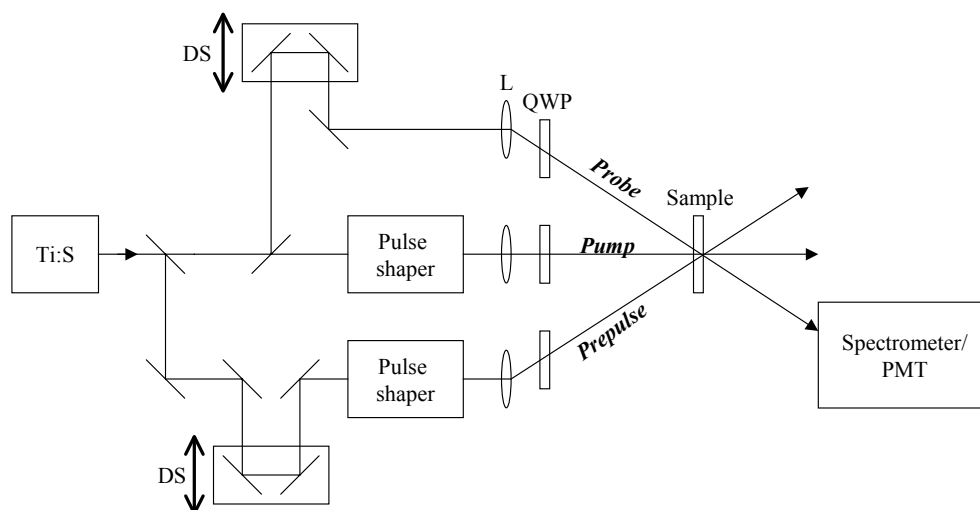 DS
L
QWP
Probe
Sample
Ti:S
Pulse
shaper
Pump
Prepulse
Pulse
shaper
Spectrometer/
PMT
DS